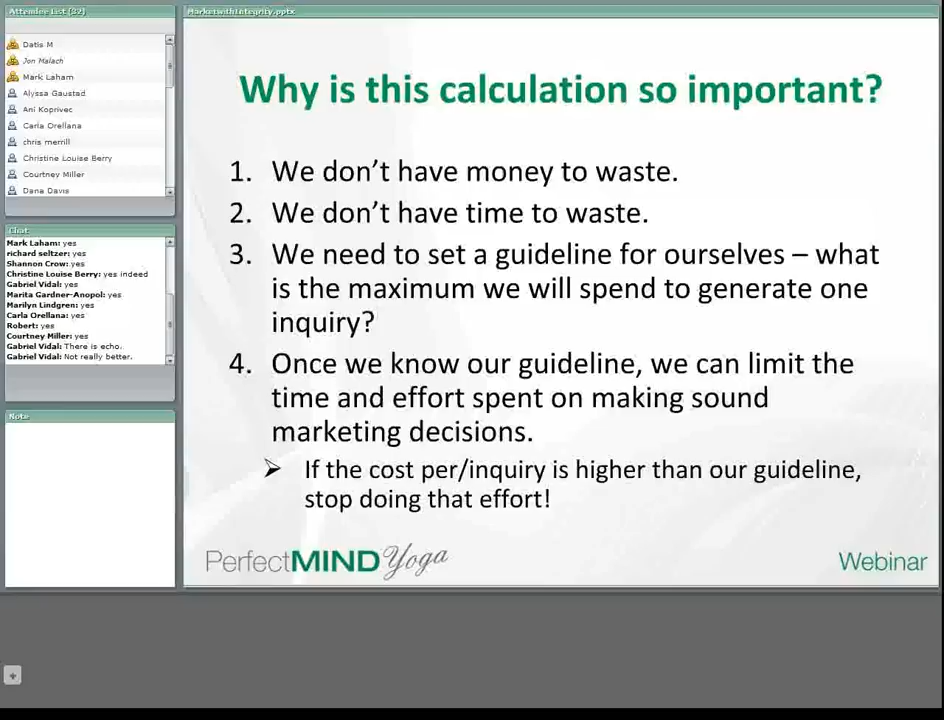 Attendee List (32)
Datis M
Jon Malach
Mark Laham
Alyssa Gaustad
Ani Koprivec
Carla Orellana
chris merrill
Christine Louise Berry
Courtney Miller
Dana Davis
Chat
Mark Laham: yes
richard seltzer: yes
Shannon Crow: yes
Christine Louise Berry: yes indeed
Gabriel Vidal: yes
Marita Gardner-Anopol: yes
Marilyn Lindgren: yes
Carla Orellana: yes
Robert: yes
Courtney Miller: yes
Gabriel Vidal: There is echo.
Gabriel Vidal: Not really better.
Note
MarketwithIntegrity.pptx
Why is this calculation so important?
1. We don’t have money to waste.
2. We don’t have time to waste.
3. We need to set a guideline for ourselves – what
is the maximum we will spend to generate one
inquiry?
4. Once we know our guideline, we can limit the
time and effort spent on making sound
marketing decisions.
➢ If the cost per/inquiry is higher than our guideline,
stop doing that effort!
PerfectMIND Yoga
Webinar